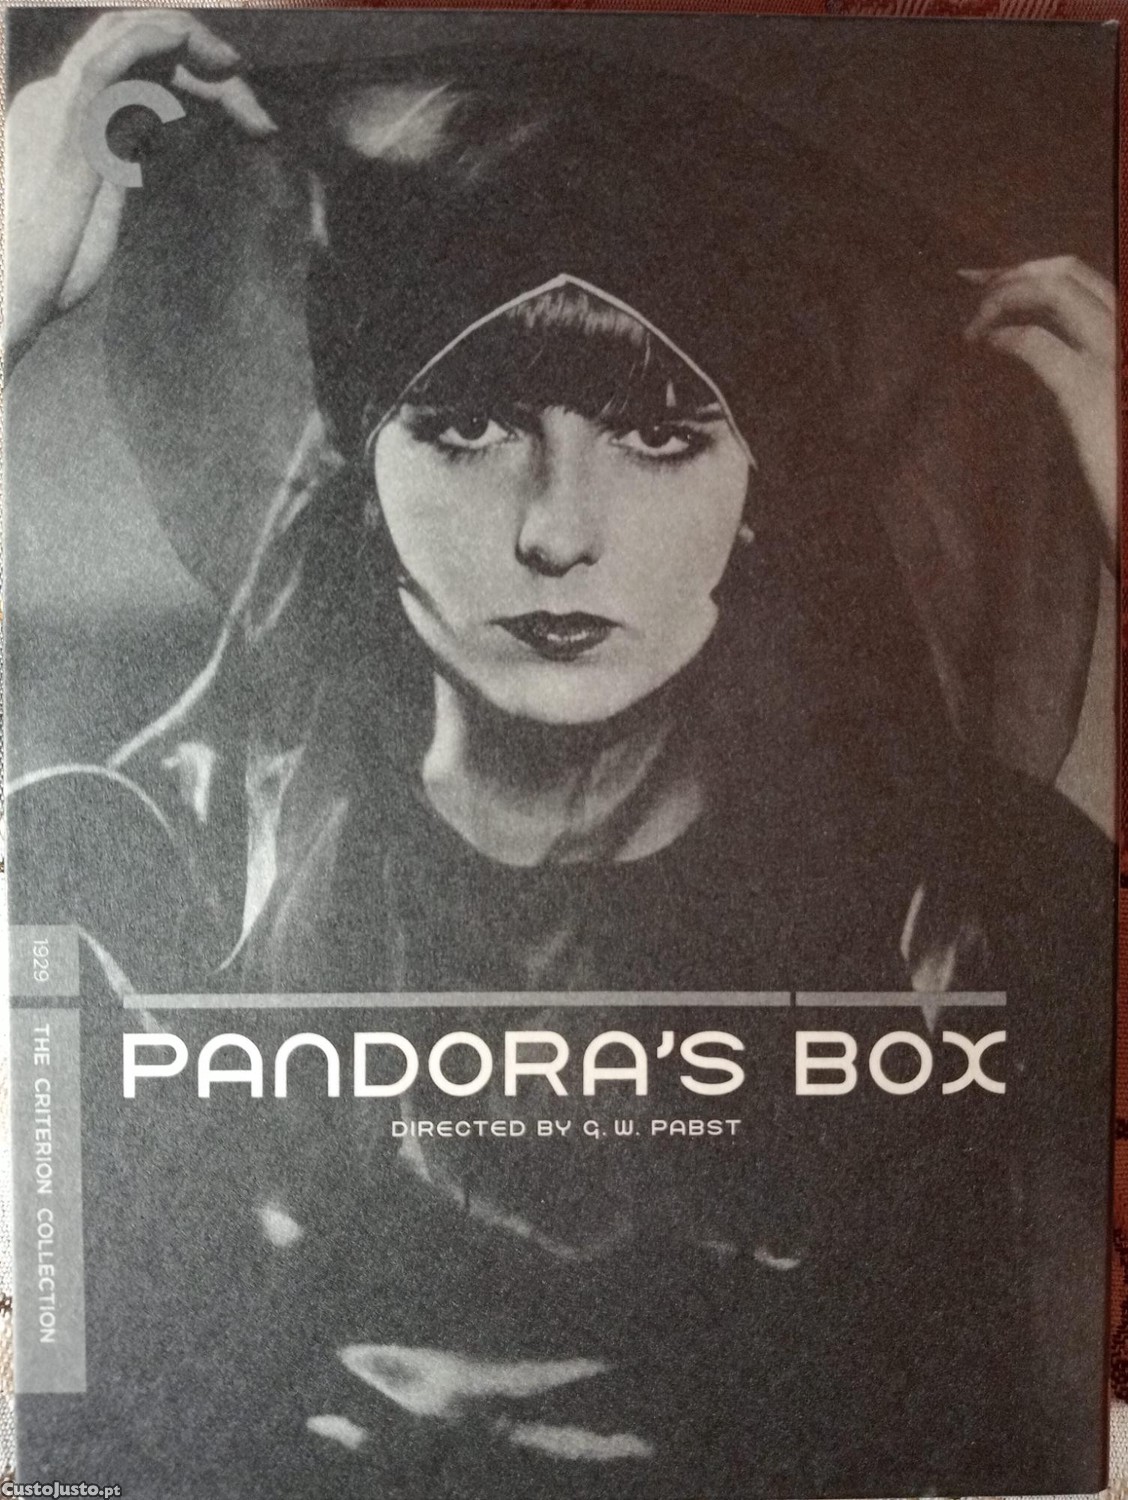 1929
THE CRITERION COLLECTION
PANDORA'S BOX
DIRECTED BY G. W. PABST
CustoJusto.pt